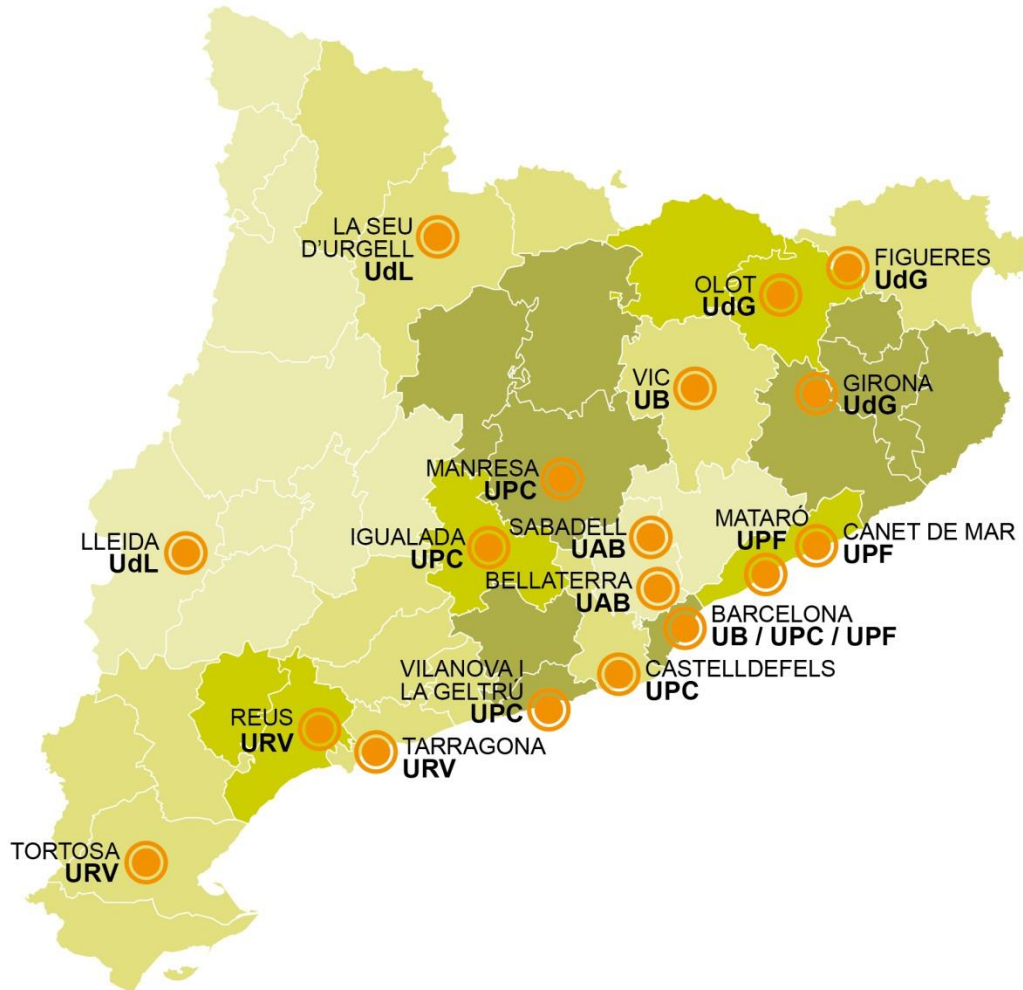 LA SEU
D'URGELL
UdL
FIGUERES
UdG
OLOT
UdG
VIC
UB
GIRONA
UdG
MANRESA
UPC
LLEIDA
UdL
IGUALADA
UPC
SABADELL
UAB
MATARÓ
UPF
CANET DE MAR
UPF
BELLATERRA
UAB
BARCELONA
UB / UPC / UPF
VILANOVA I
LA GELTRÚ
UPC
CASTELLDEFELS
UPC
REUS
URV
TARRAGONA
URV
TORTOSA
URV